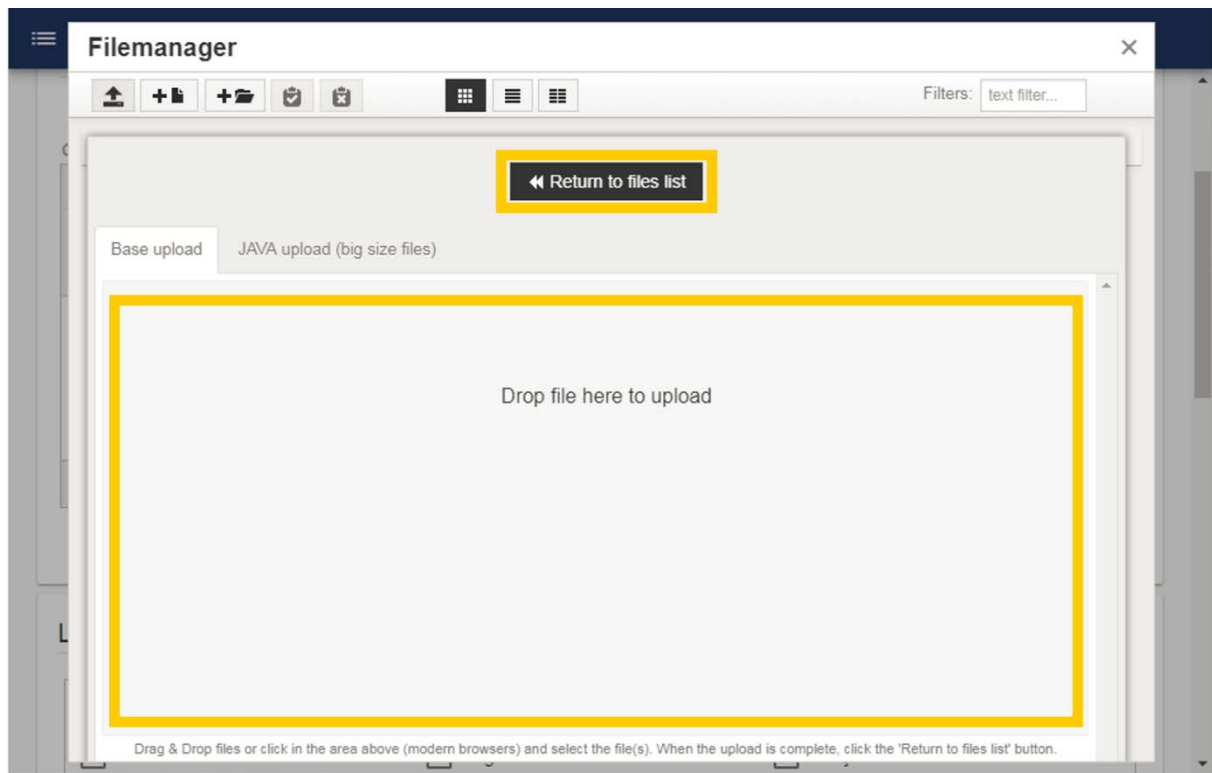 Filemanager
Filters: text filter...
Return to files list
Base upload JAVA upload (big size files)
Drop file here to upload
Drag & Drop files or click in the area above (modern browsers) and select the file(s). When the upload is complete, click the 'Return to files list' button.